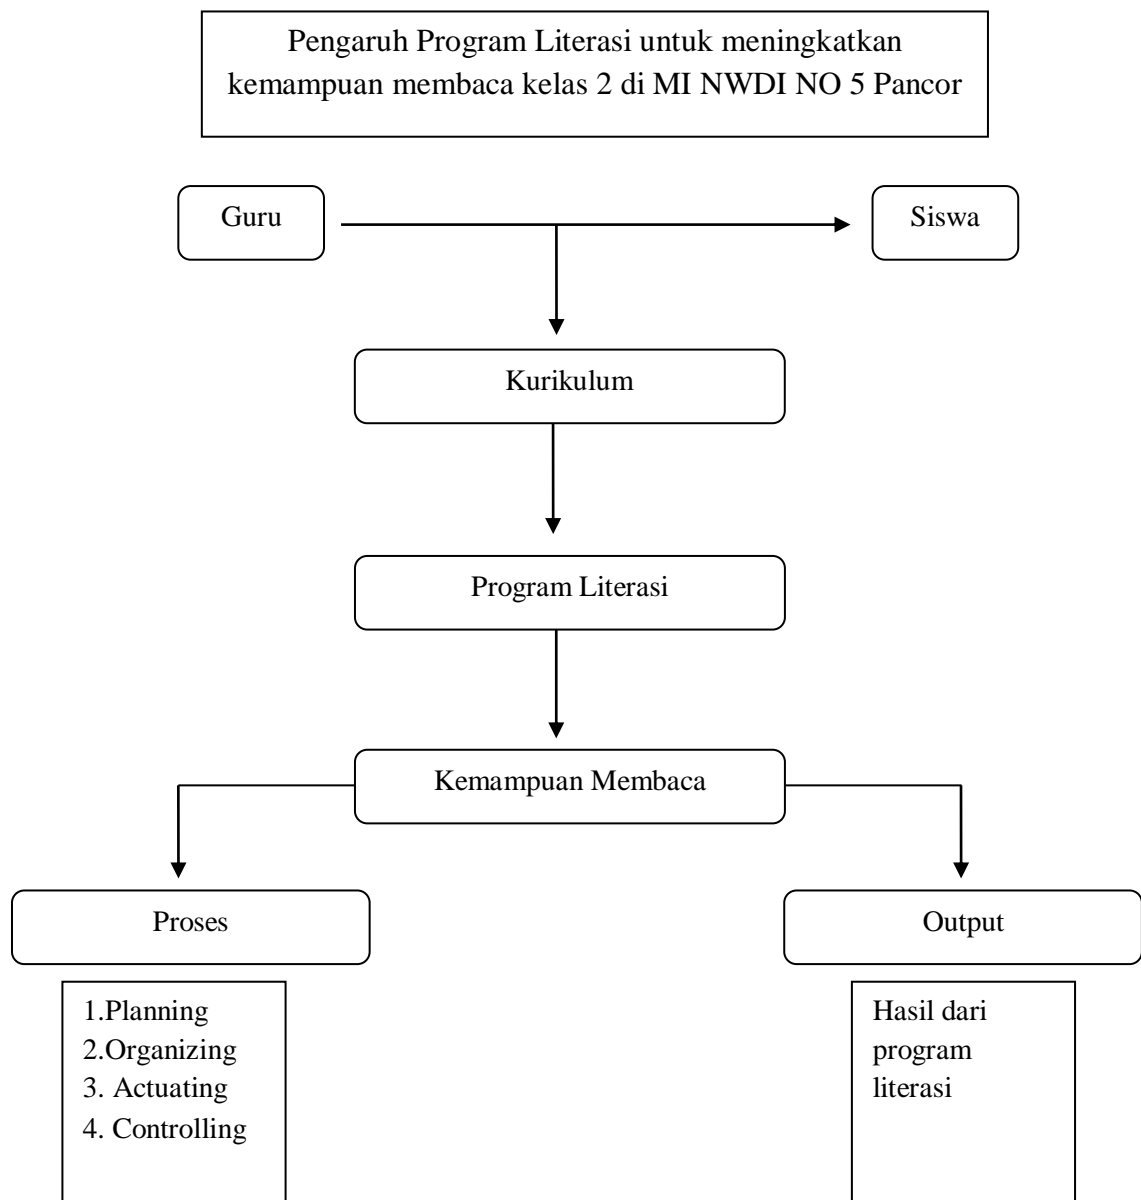 Pengaruh Program Literasi untuk meningkatkan
kemampuan membaca kelas 2 di MI NWDI NO 5 Pancor
Guru
Siswa
Kurikulum
Program Literasi
Kemampuan Membaca
Proses
Output
1.Planning
2.Organizing
3. Actuating
4. Controlling
Hasil dari
program
literasi